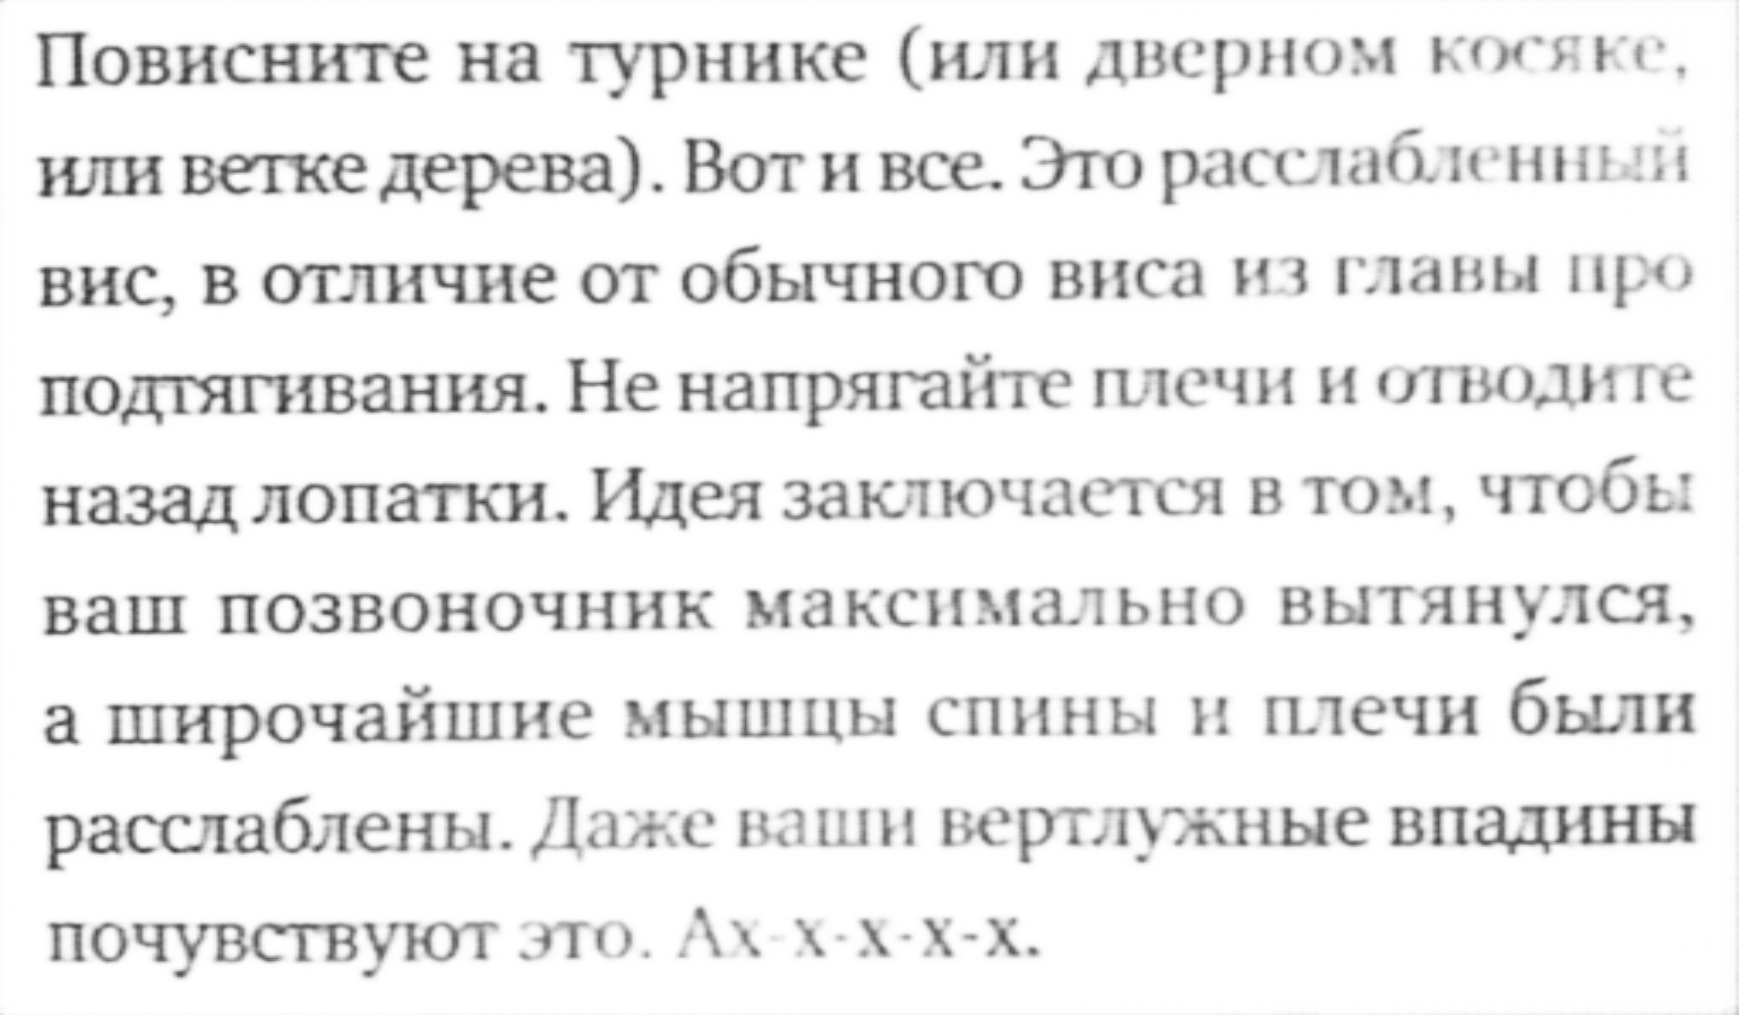 Повисните на турнике (или дверном косяке,
или ветке дерева). Вот и все. Это расслабленный
вис, в отличие от обычного виса из главы про
подтягивания. Не напрягайте плечи и отводите
назад лопатки. Идея заключается в том, чтобы
ваш позвоночник максимально вытянулся,
а широчайшие мышцы спины и плечи были
расслаблены. Даже ваши вертлужные впадины
почувствуют это. Ах-х-х-х-х.